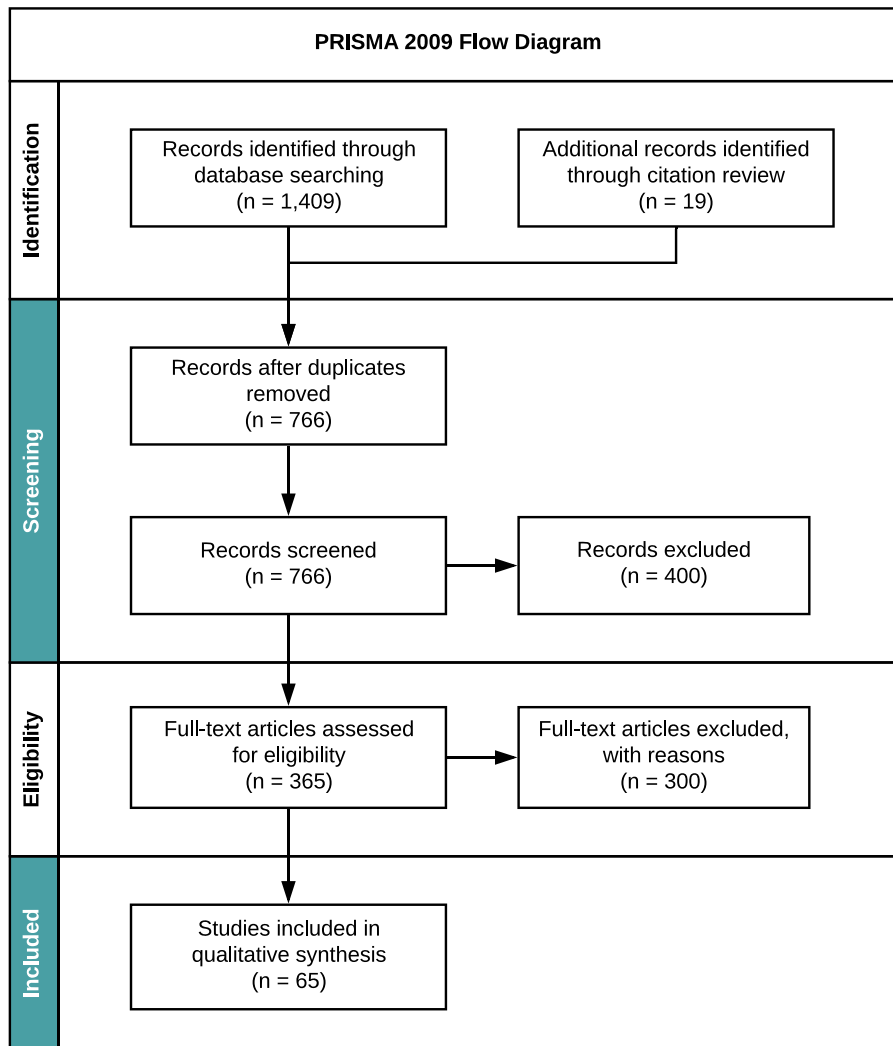 PRISMA 2009 Flow Diagram
Identification
Records identified through
database searching
(n = 1,409)
Additional records identified
through citation review
(n = 19)
Screening
Records after duplicates
removed
(n = 766)
Records screened
(n = 766)
Records excluded
(n = 400)
Eligibility
Full-text articles assessed
for eligibility
(n = 365)
Full-text articles excluded,
with reasons
(n = 300)
Included
Studies included in
qualitative synthesis
(n = 65)